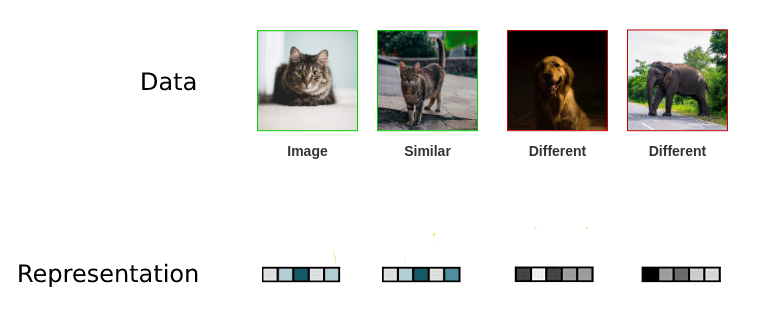 Data
Image
Similar
Different
Different
Representation